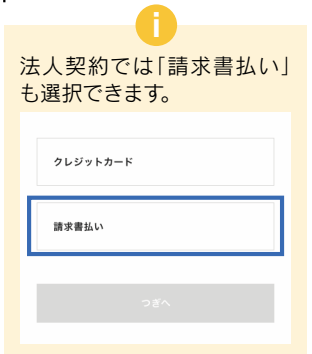 i
法人契約では「請求書払い」
も選択できます。
クレジットカード
請求書払い
つぎへ